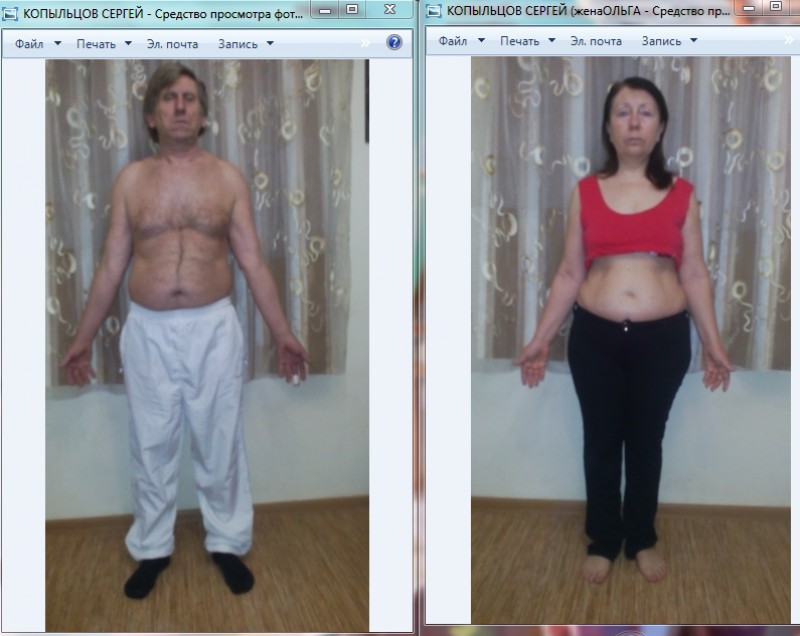 КОПЫЛЬЦОВ СЕРГЕЙ - Средство просмотра фот...
Файл Печать Эл. почта Запись »
КОПЫЛЬЦОВ СЕРГЕЙ (женаОЛЬГА - Средство пр...
Файл Печать Эл. почта Запись »